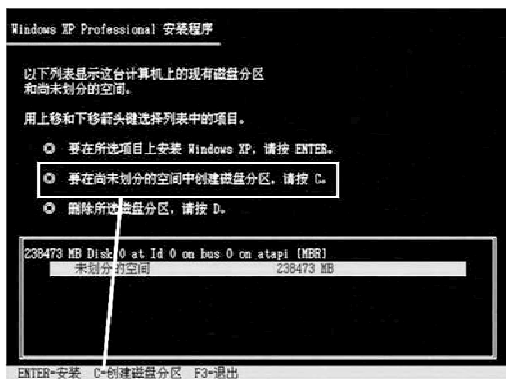 Windows XP Professional 安装程序
以下列表显示这台计算机上的现有磁盘分区
和尚未划分的空间。
用上移和下移箭头键选择列表中的项目。
要在所选项目上安装 Windows XP，请按 ENTER。
要在尚未划分的空间中创建磁盘分区，请按 C。
删除所选磁盘分区，请按 D。
238473 MB Disk 0 at Id 0 on bus 0 on atapi [MBR]
未划分的空间 238473 MB
ENTER=安装 C=创建磁盘分区 F3=退出